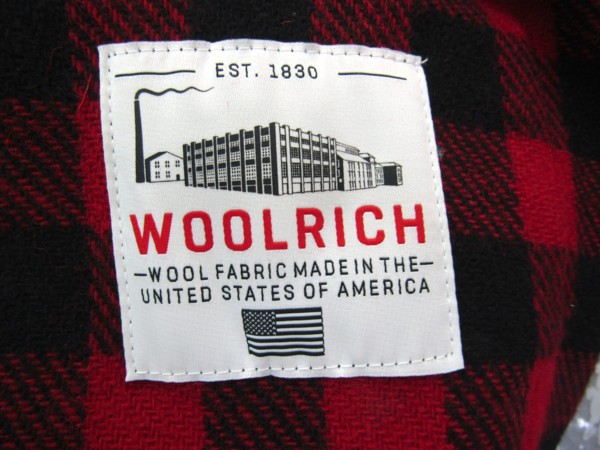 EST. 1830
WOOLRICH
—WOOL FABRIC MADE IN THE—
UNITED STATES OF AMERICA